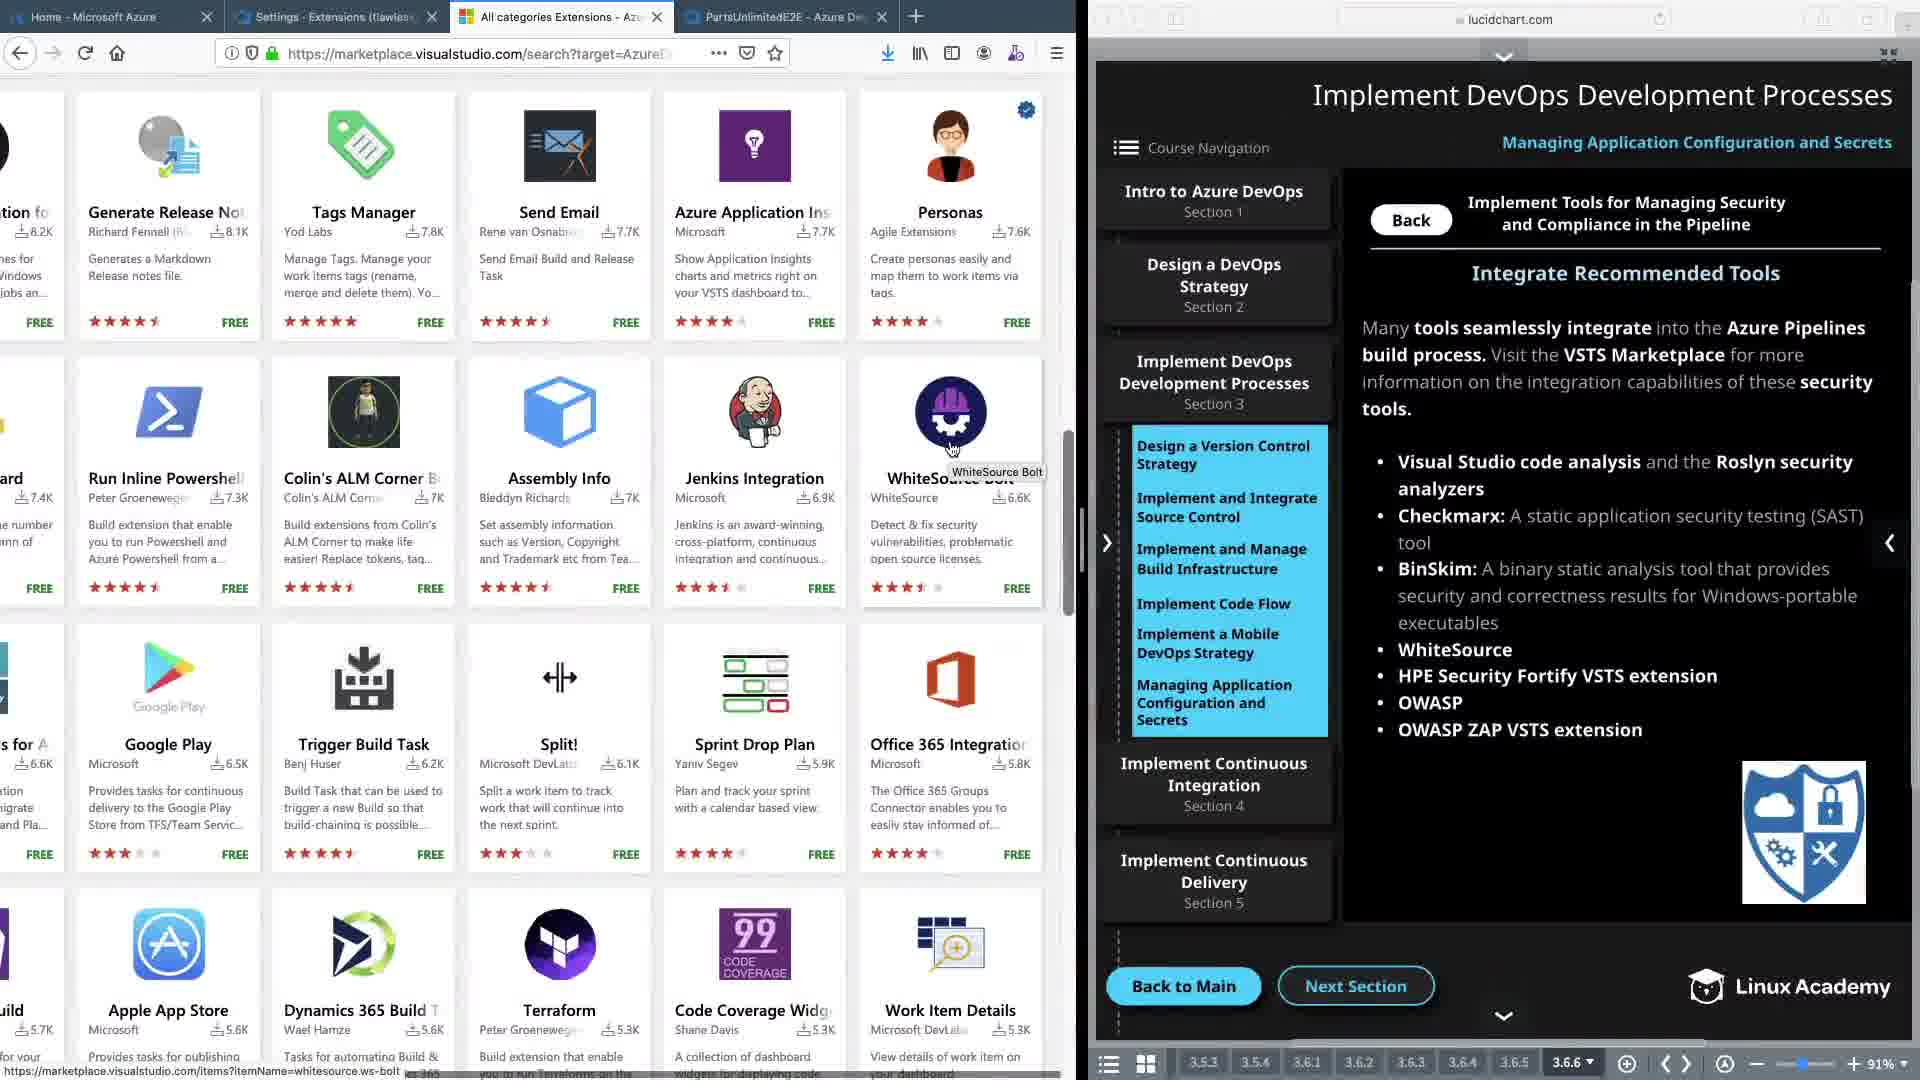 Home - Microsoft Azure
Settings - Extensions (tlawles
All categories Extensions - Azu
PartsUnlimitedE2E - Azure De
https://marketplace.visualstudio.com/search?target=AzureD
tion fo
8.2K
nes for
Windows
jobs an...
FREE
Generate Release Not
Richard Fennell (Bl
8.1K
Generates a Markdown
Release notes file.
FREE
Tags Manager
Yod Labs
7.8K
Manage Tags. Manage your
work items tags (rename,
merge and delete them). Yo...
FREE
Send Email
Rene van Osnabru
7.7K
Send Email Build and Release
Task
FREE
Azure Application Ins
Microsoft
7.7K
Show Application Insights
charts and metrics right on
your VSTS dashboard to...
FREE
Personas
Agile Extensions
7.6K
Create personas easily and
map them to work items via
tags.
FREE
ard
7.4K
e number
mn of
FREE
Run Inline Powershell
Peter Groenewege
7.3K
Build extension that enable
you to run Powershell and
Azure Powershell from a...
FREE
Colin's ALM Corner B
Colin's ALM Corne
7K
Build extensions from Colin's
ALM Corner to make life
easier! Replace tokens, tag...
FREE
Assembly Info
Bleddyn Richards
7K
Set assembly information
such as Version, Copyright
and Trademark etc from Tea...
FREE
Jenkins Integration
Microsoft
6.9K
Jenkins is an award-winning,
cross-platform, continuous
integration and continuous...
FREE
WhiteSource Bolt
WhiteSource Bolt
WhiteSource
6.6K
Detect & fix security
vulnerabilities, problematic
open source licenses.
FREE
s for A
6.6K
ation
migrate
and Pla...
FREE
Google Play
Google Play
Microsoft
6.5K
Provides tasks for continuous
delivery to the Google Play
Store from TFS/Team Servic...
FREE
Trigger Build Task
Benj Huser
6.2K
Build Task that can be used to
trigger a new Build so that
build-chaining is possible...
FREE
Split!
Microsoft DevLabs
6.1K
Split a work item to track
work that will continue into
the next sprint.
FREE
Sprint Drop Plan
Yaniv Segev
5.9K
Plan and track your sprint
with a calendar based view.
FREE
Office 365 Integration
Microsoft
5.8K
The Office 365 Groups
Connector enables you to
easily stay informed of...
FREE
uild
5.7K
for your
Apple App Store
Microsoft
5.6K
Provides tasks for publishing
Dynamics 365 Build T
Wael Hamze
5.6K
Tasks for automating Build &
365
Terraform
Peter Groenewege
5.3K
Build extension that enable
you to run Terraform on the
99
CODE
COVERAGE
Code Coverage Widg
Shane Davis
5.3K
A collection of dashboard
widgets for displaying code
Work Item Details
Microsoft DevLabs
5.3K
View details of work item on
your dashboard.
https://marketplace.visualstudio.com/items?itemName=whitesource.ws-bolt
lucidchart.com
Implement DevOps Development Processes
Managing Application Configuration and Secrets
Course Navigation
Intro to Azure DevOps
Section 1
Design a DevOps
Strategy
Section 2
Implement DevOps
Development Processes
Section 3
Design a Version Control
Strategy
Implement and Integrate
Source Control
Implement and Manage
Build Infrastructure
Implement Code Flow
Implement a Mobile
DevOps Strategy
Managing Application
Configuration and
Secrets
Implement Continuous
Integration
Section 4
Implement Continuous
Delivery
Section 5
Back
Implement Tools for Managing Security
and Compliance in the Pipeline
Integrate Recommended Tools
Many tools seamlessly integrate into the Azure Pipelines
build process. Visit the VSTS Marketplace for more
information on the integration capabilities of these security
tools.
• Visual Studio code analysis and the Roslyn security
analyzers
• Checkmarx: A static application security testing (SAST)
tool
• BinSkim: A binary static analysis tool that provides
security and correctness results for Windows-portable
executables
• WhiteSource
• HPE Security Fortify VSTS extension
• OWASP
• OWASP ZAP VSTS extension
Back to Main
Next Section
Linux Academy
3.5.3
3.5.4
3.6.1
3.6.2
3.6.3
3.6.4
3.6.5
3.6.6
91%